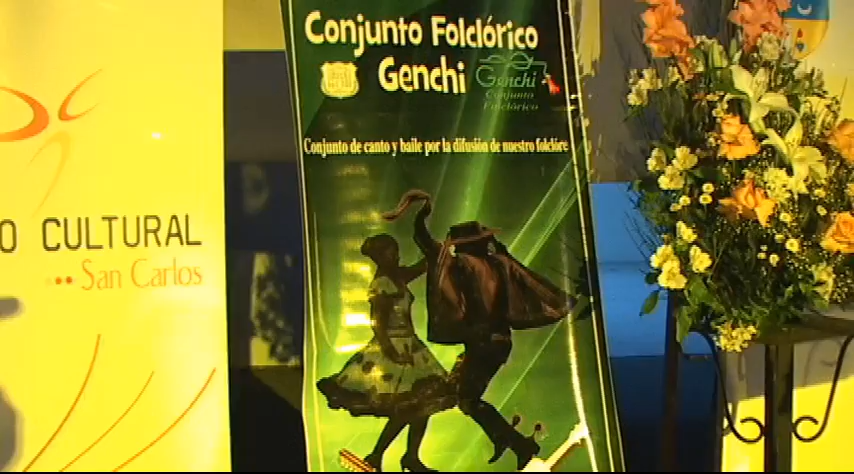 Conjunto Folclórico
Genchi
Genchi
Conjunto
Folclórico
Conjunto de canto y baile por la difusión de nuestro folclore
O CULTURAL
San Carlos